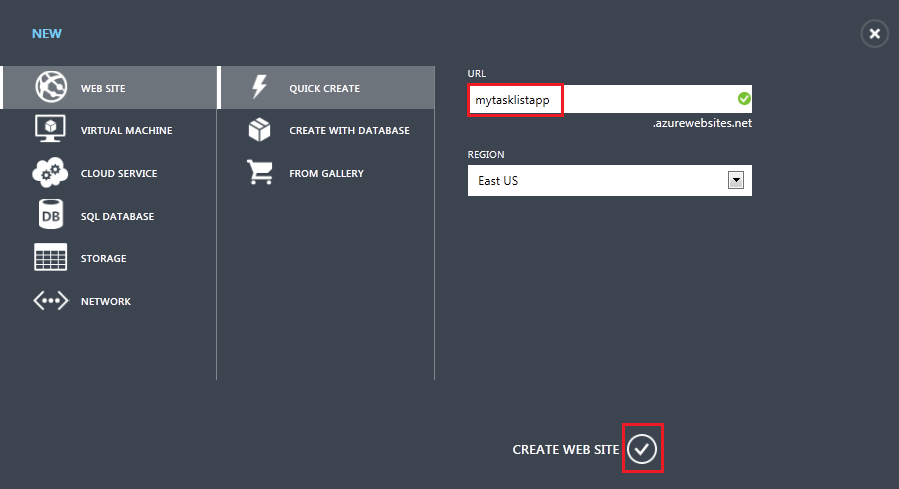 NEW
WEB SITE
VIRTUAL MACHINE
CLOUD SERVICE
DB
SQL DATABASE
STORAGE
NETWORK
QUICK CREATE
CREATE WITH DATABASE
FROM GALLERY
URL
mytasklistapp
.azurewebsites.net
REGION
East US
CREATE WEB SITE